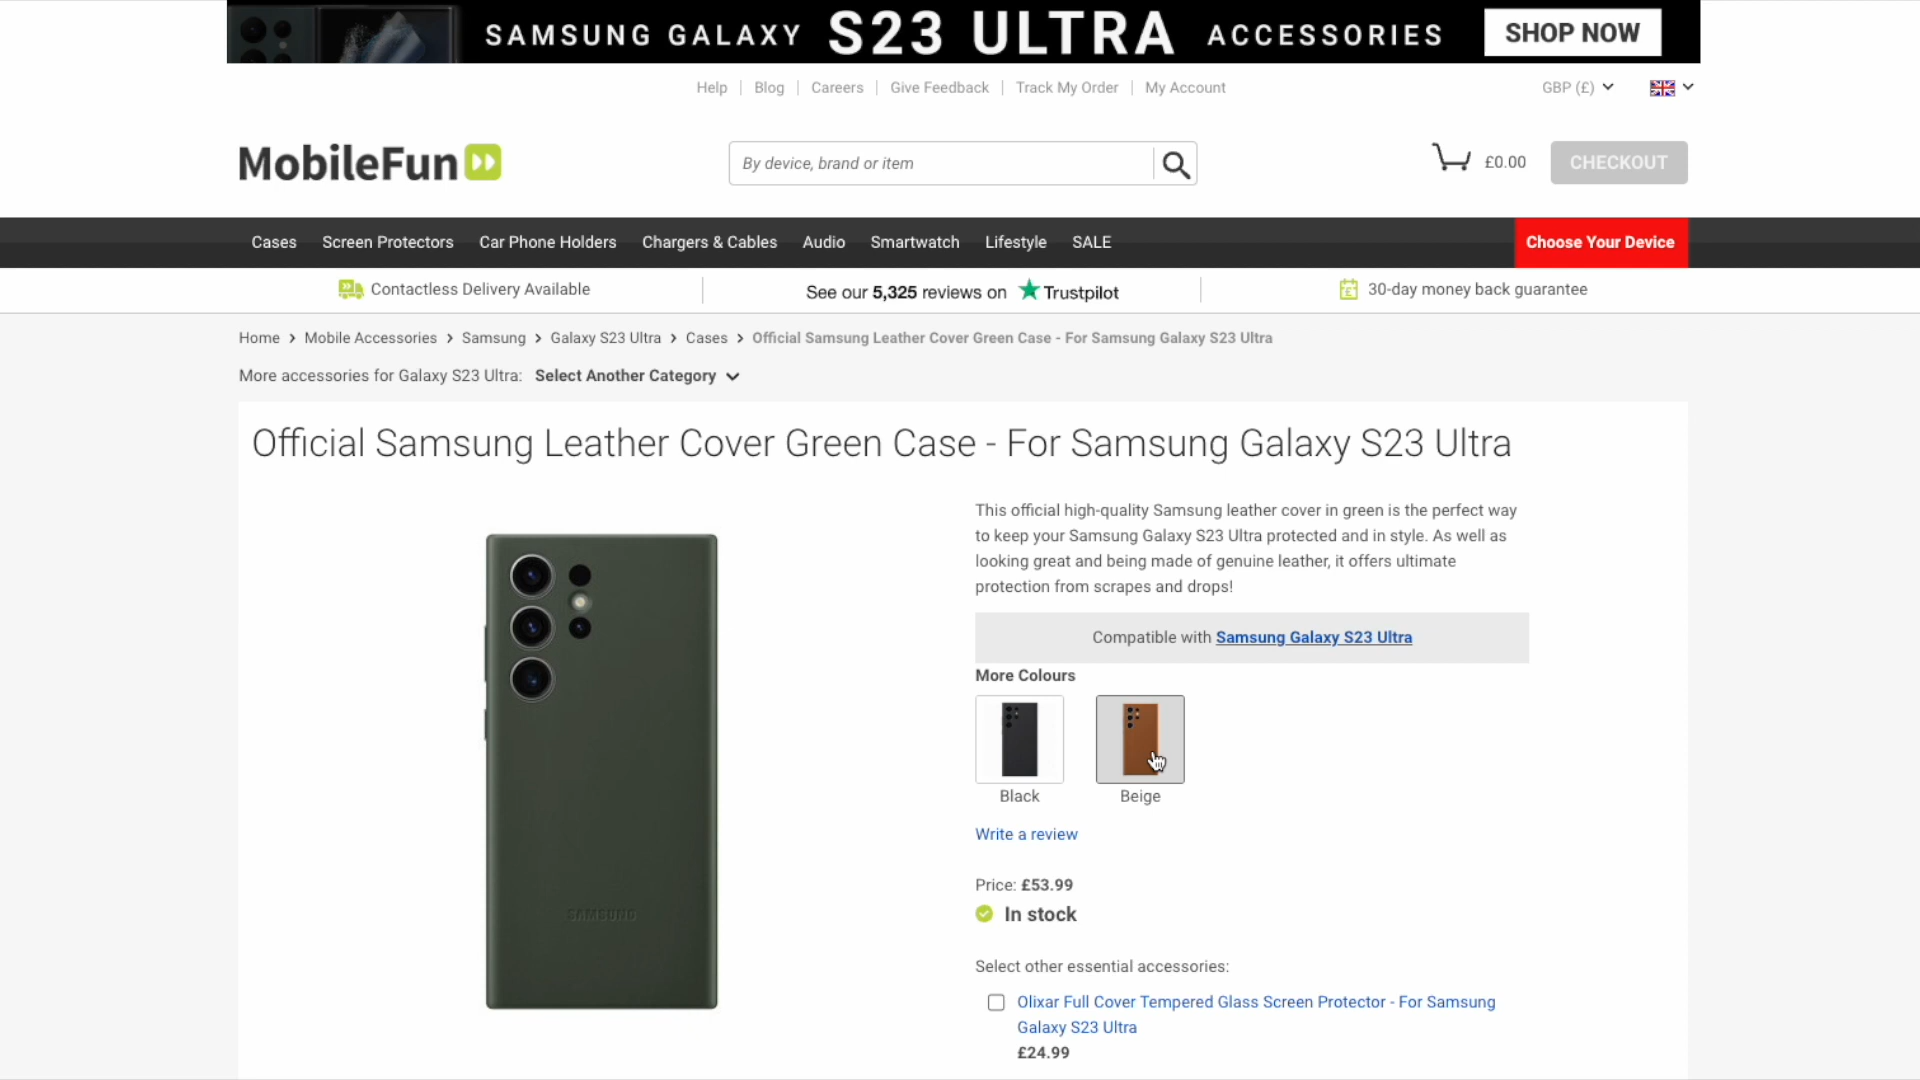 SAMSUNG GALAXY S23 ULTRA ACCESSORIES SHOP NOW
Help Blog Careers Give Feedback Track My Order My Account GBP (£)
MobileFun By device, brand or item £0.00 CHECKOUT
Cases Screen Protectors Car Phone Holders Chargers & Cables Audio Smartwatch Lifestyle SALE Choose Your Device
Contactless Delivery Available See our 5,325 reviews on Trustpilot 30-day money back guarantee
Home > Mobile Accessories > Samsung > Galaxy S23 Ultra > Cases > Official Samsung Leather Cover Green Case - For Samsung Galaxy S23 Ultra
More accessories for Galaxy S23 Ultra: Select Another Category
Official Samsung Leather Cover Green Case - For Samsung Galaxy S23 Ultra
This official high-quality Samsung leather cover in green is the perfect way
to keep your Samsung Galaxy S23 Ultra protected and in style. As well as
looking great and being made of genuine leather, it offers ultimate
protection from scrapes and drops!
Compatible with Samsung Galaxy S23 Ultra
More Colours
Black Beige
Write a review
Price: £53.99
In stock
SAMSUNG
Select other essential accessories:
Olixar Full Cover Tempered Glass Screen Protector - For Samsung
Galaxy S23 Ultra
£24.99